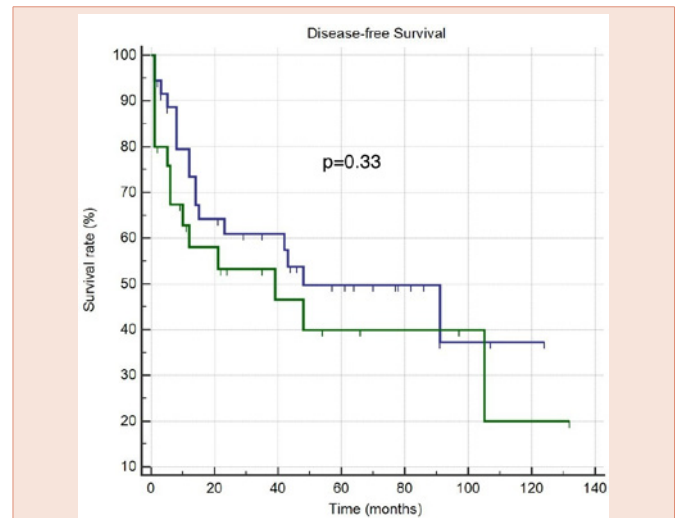 Disease-free Survival
100
90
80
70
60
50
40
30
20
10
Survival rate (%)
p=0.33
0 20 40 60 80 100 120 140
Time (months)